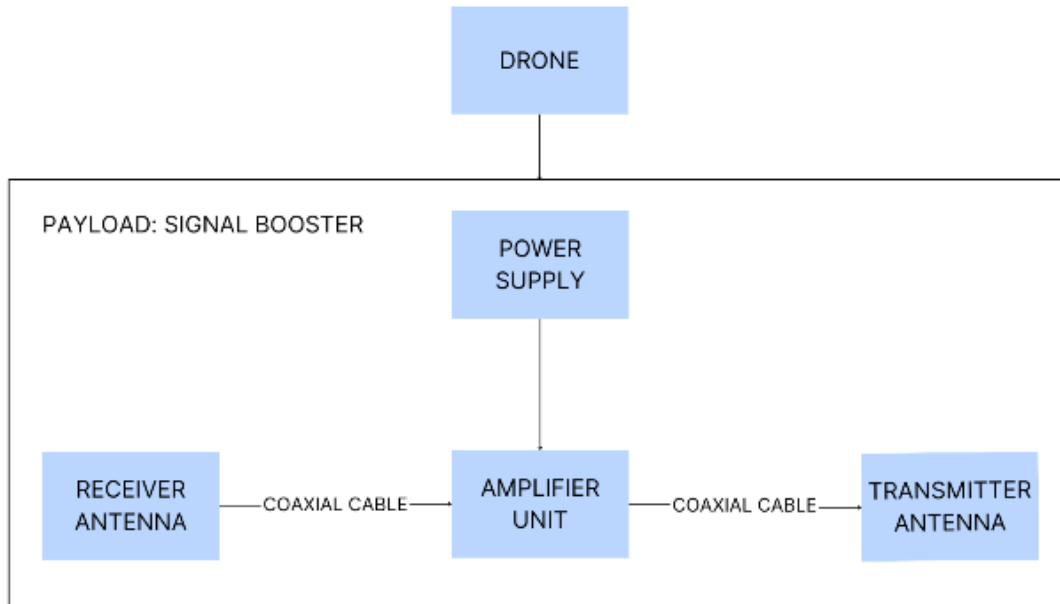 DRONE
PAYLOAD: SIGNAL BOOSTER
POWER
SUPPLY
RECEIVER
ANTENNA
COAXIAL CABLE
AMPLIFIER
UNIT
COAXIAL CABLE
TRANSMITTER
ANTENNA